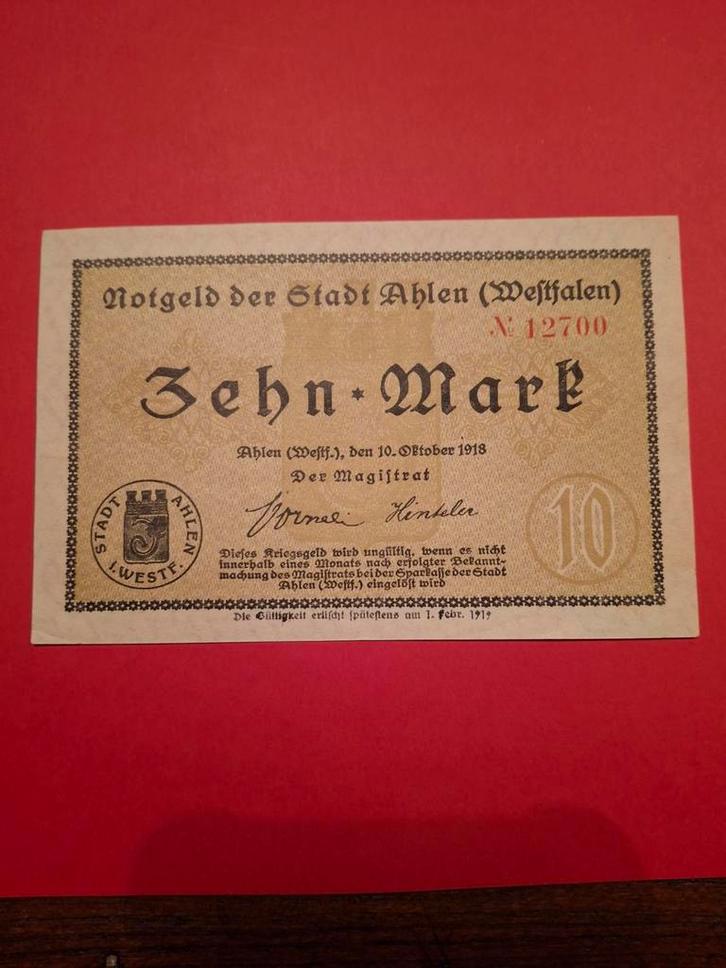 Notgeld der Stadt Ahlen (Westfalen)
№ 12700
Zehn * Mark
Ahlen (Westf.), den 10. Oktober 1918
Der Magistrat
Hinkeler
10
STADT AHLEN
I. WESTF.
Dieses Kriegsgeld wird ungültig, wenn es nicht
innerhalb eines Monats nach erfolgter Bekannt-
machung des Magistrats bei der Sparkasse der Stadt
Ahlen (Westf.) eingelöst wird
Die Gültigkeit erlischt spätestens am 1. Febr. 1919